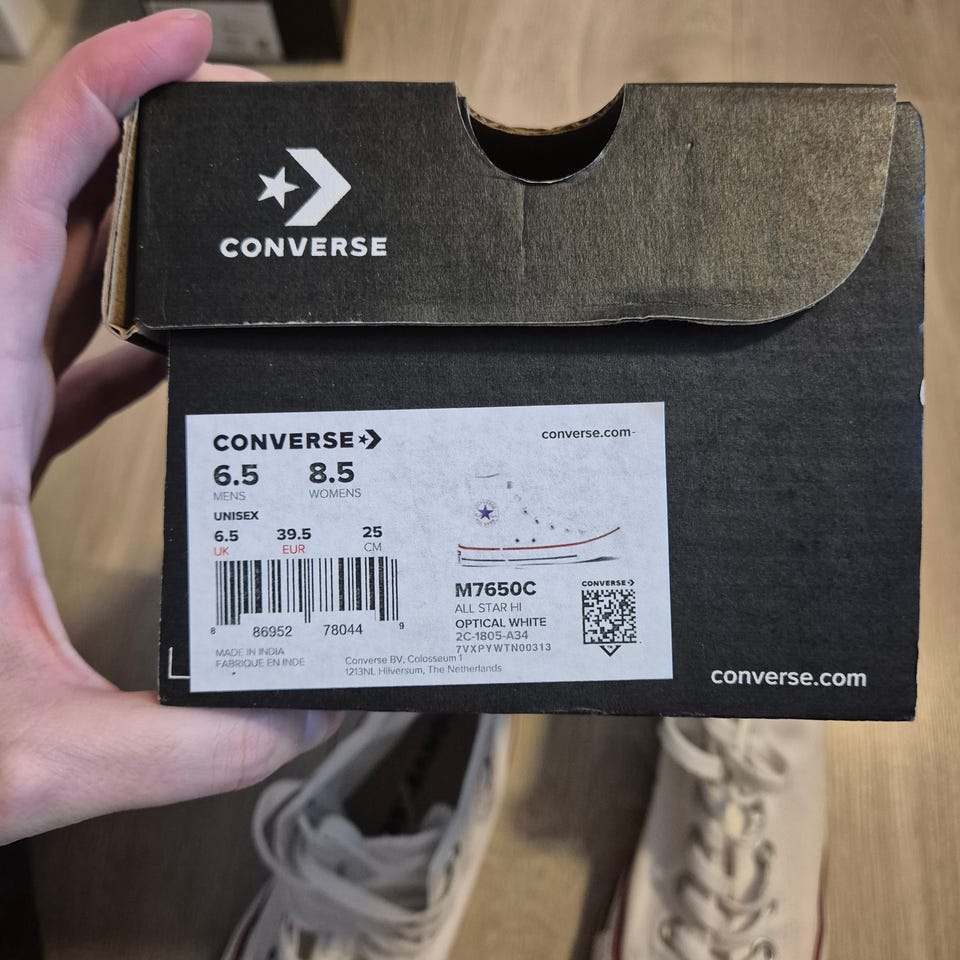 CONVERSE
CONVERSE
converse.com
6.5 8.5
MENS WOMENS
UNISEX
6.5 39.5 25
UK EUR CM
8 86952 78044 9
M7650C
ALL STAR HI
OPTICAL WHITE
2C-1805-A34
7VXPYWTN00313
CONVERSE
MADE IN INDIA
FABRIQUE EN INDE
Converse BV, Colosseum 1
1213NL Hilversum, The Netherlands
converse.com